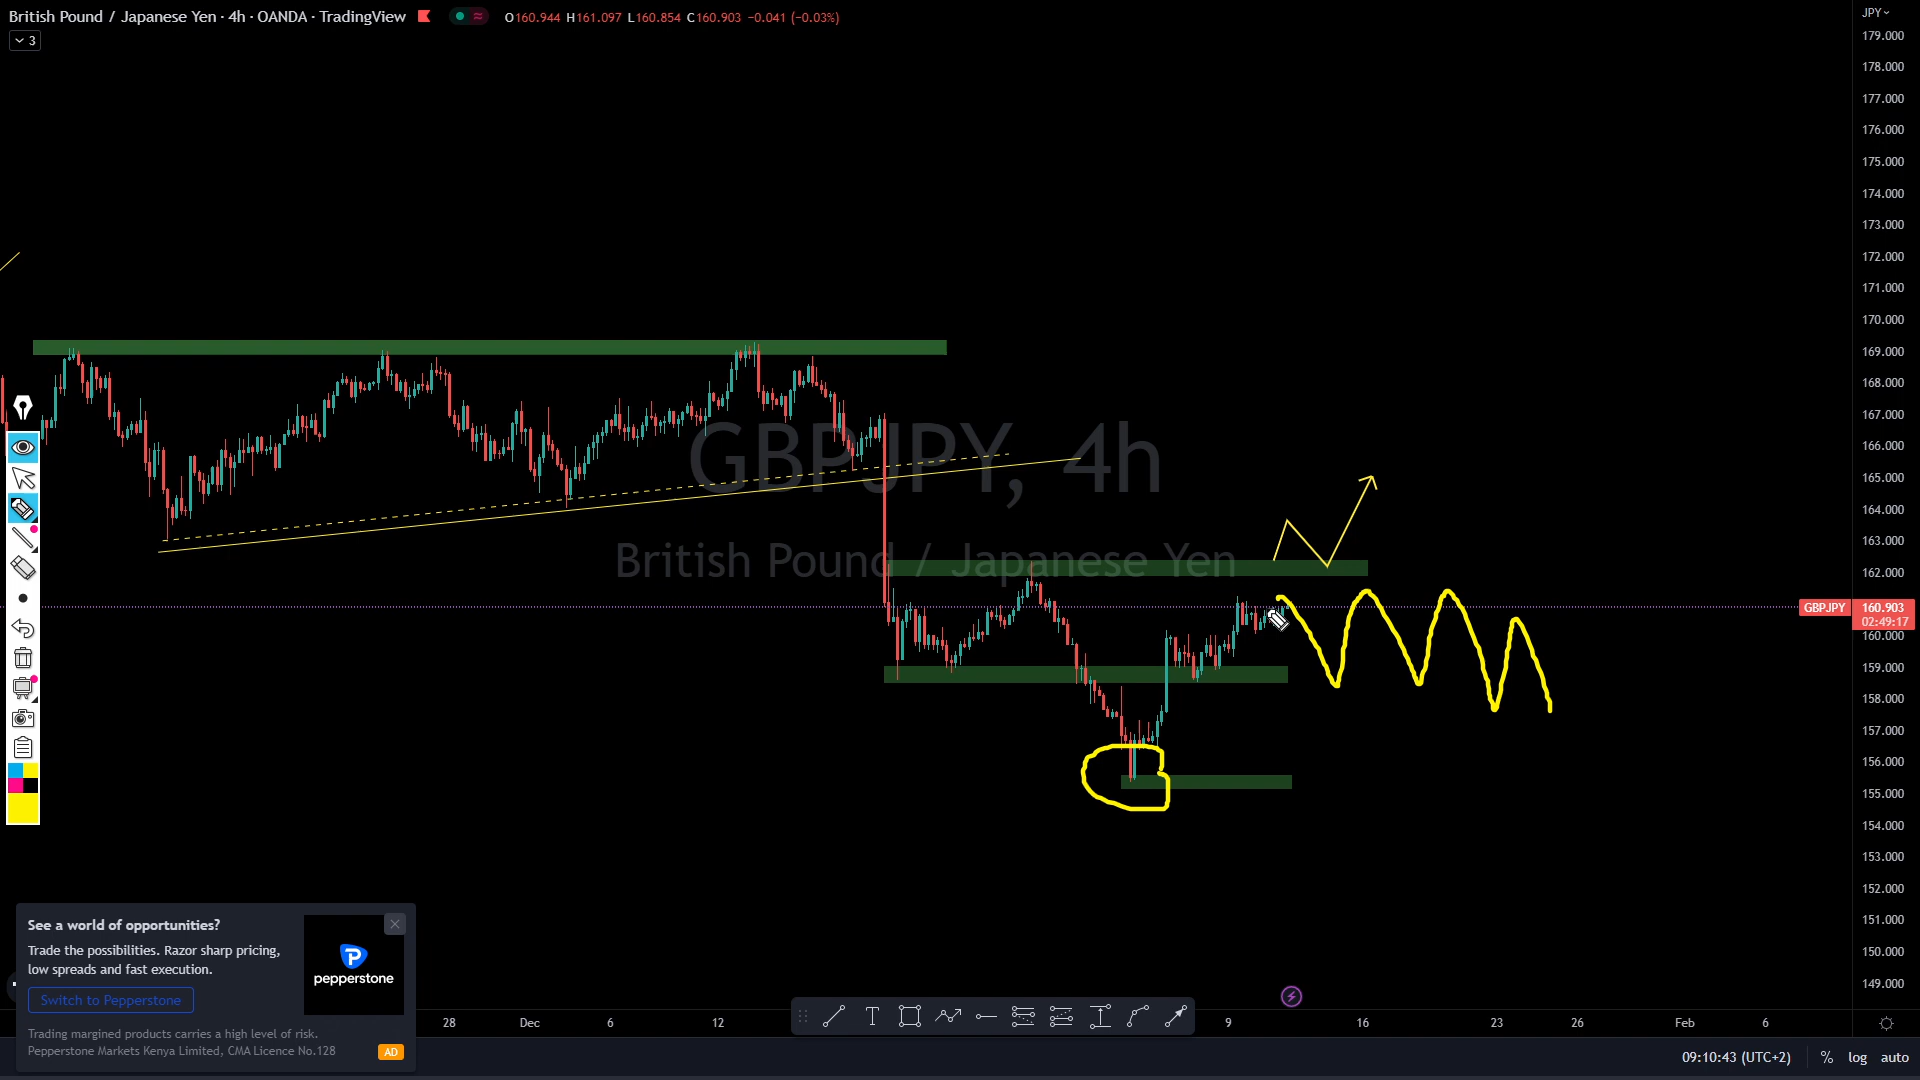 British Pound / Japanese Yen · 4h · OANDA · TradingView
O160.944 H161.097 L160.854 C160.903 −0.041 (−0.03%)
3
JPY
179.000
178.000
177.000
176.000
175.000
174.000
173.000
172.000
171.000
170.000
169.000
168.000
167.000
166.000
165.000
164.000
163.000
162.000
GBPJPY 160.903
02:49:17
160.000
159.000
158.000
157.000
156.000
155.000
154.000
153.000
152.000
151.000
150.000
149.000
GBPJPY, 4h
British Pound / Japanese Yen
See a world of opportunities?
Trade the possibilities. Razor sharp pricing,
low spreads and fast execution.
Switch to Pepperstone
Trading margined products carries a high level of risk.
Pepperstone Markets Kenya Limited, CMA Licence No.128
AD
pepperstone
28 Dec 6 12 9 16 23 26 Feb 6
T
09:10:43 (UTC+2) % log auto